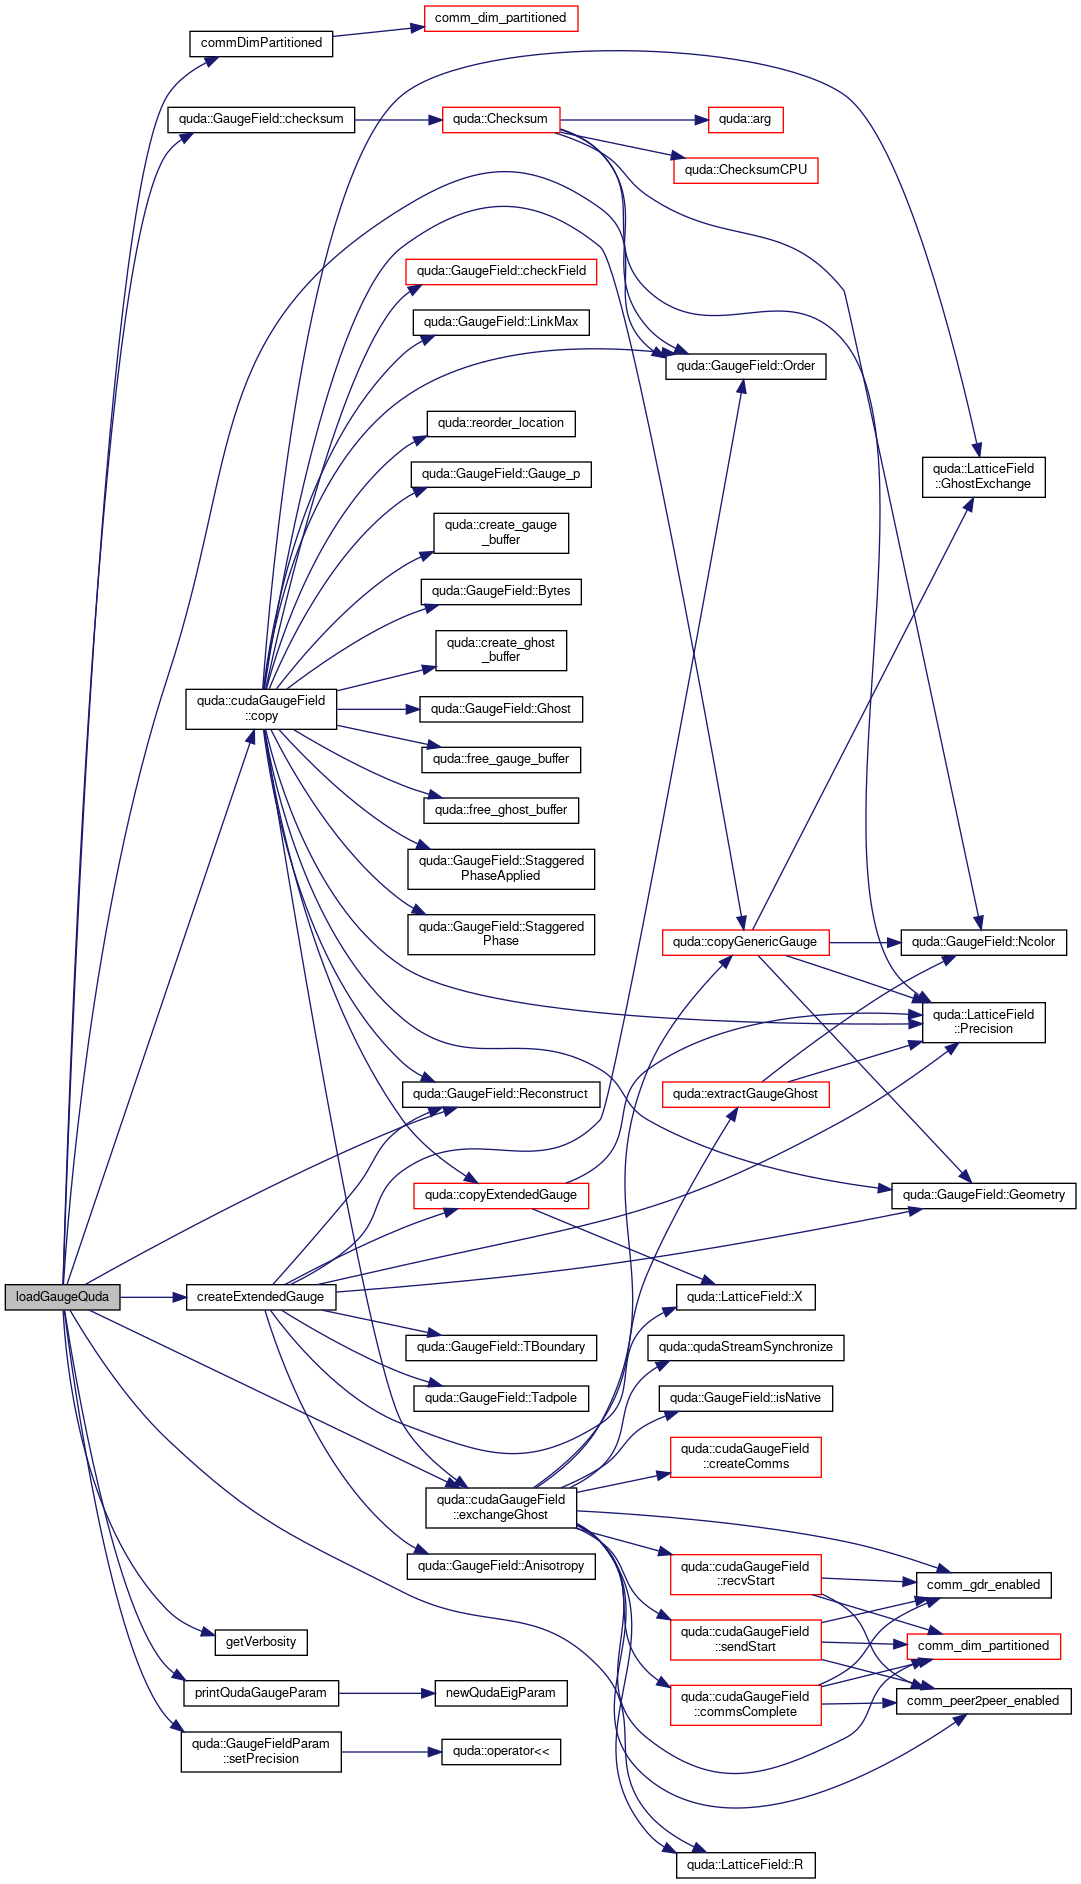 comm_dim_partitioned
commDimPartitioned
quda::GaugeField::checksum
quda::Checksum
quda::arg
quda::ChecksumCPU
quda::GaugeField::checkField
quda::GaugeField::LinkMax
quda::GaugeField::Order
quda::reorder_location
quda::GaugeField::Gauge_p
quda::LatticeField
::GhostExchange
quda::create_gauge
_buffer
quda::GaugeField::Bytes
quda::create_ghost
_buffer
quda::cudaGaugeField
::copy
quda::GaugeField::Ghost
quda::free_gauge_buffer
quda::free_ghost_buffer
quda::GaugeField::Staggered
PhaseApplied
quda::GaugeField::Staggered
Phase
quda::copyGenericGauge
quda::GaugeField::Ncolor
quda::LatticeField
::Precision
quda::GaugeField::Reconstruct
quda::extractGaugeGhost
quda::copyExtendedGauge
quda::GaugeField::Geometry
loadGaugeQuda
createExtendedGauge
quda::LatticeField::X
quda::GaugeField::TBoundary
quda::qudaStreamSynchronize
quda::GaugeField::Tadpole
quda::GaugeField::isNative
quda::cudaGaugeField
::createComms
quda::cudaGaugeField
::exchangeGhost
quda::GaugeField::Anisotropy
quda::cudaGaugeField
::recvStart
comm_gdr_enabled
getVerbosity
quda::cudaGaugeField
::sendStart
comm_dim_partitioned
printQudaGaugeParam
newQudaEigParam
quda::cudaGaugeField
::commsComplete
comm_peer2peer_enabled
quda::GaugeFieldParam
::setPrecision
quda::operator<<
quda::LatticeField::R